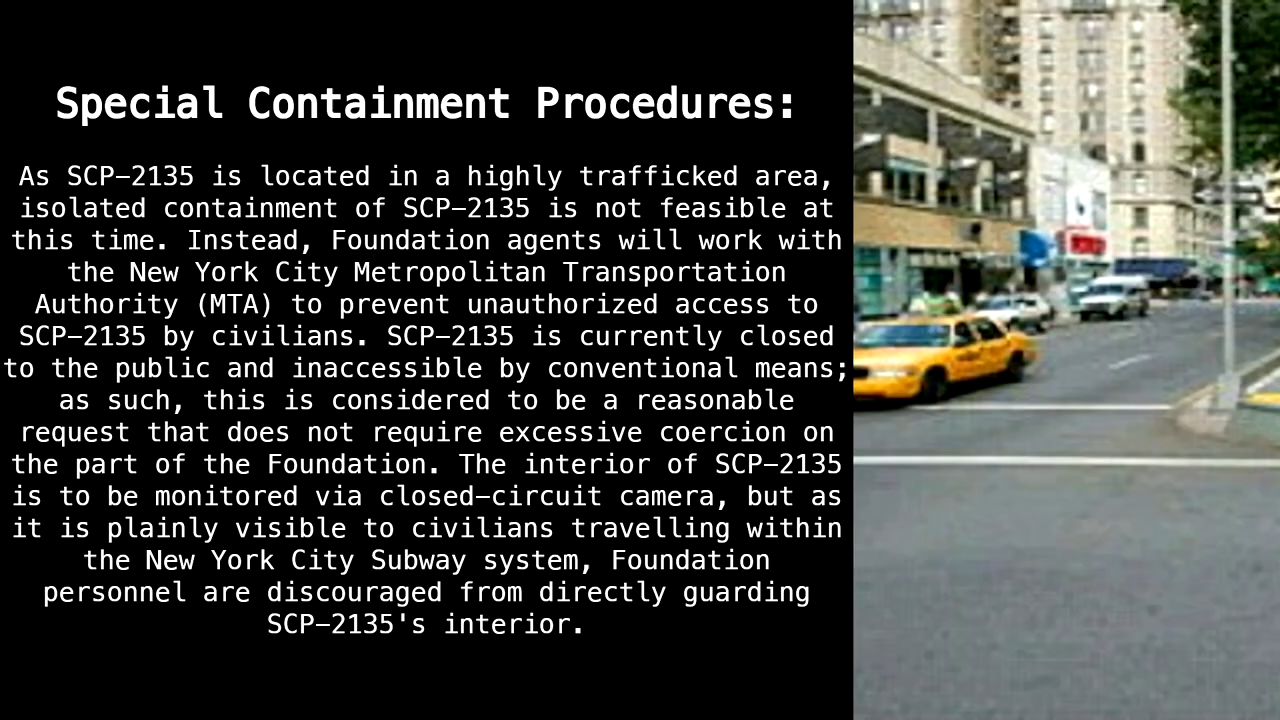 Special Containment Procedures:
As SCP–2135 is located in a highly trafficked area,
isolated containment of SCP–2135 is not feasible at
this time. Instead, Foundation agents will work with
the New York City Metropolitan Transportation
Authority (MTA) to prevent unauthorized access to
SCP–2135 by civilians. SCP–2135 is currently closed
to the public and inaccessible by conventional means;
as such, this is considered to be a reasonable
request that does not require excessive coercion on
the part of the Foundation. The interior of SCP–2135
is to be monitored via closed–circuit camera, but as
it is plainly visible to civilians travelling within
the New York City Subway system, Foundation
personnel are discouraged from directly guarding
SCP–2135's interior.